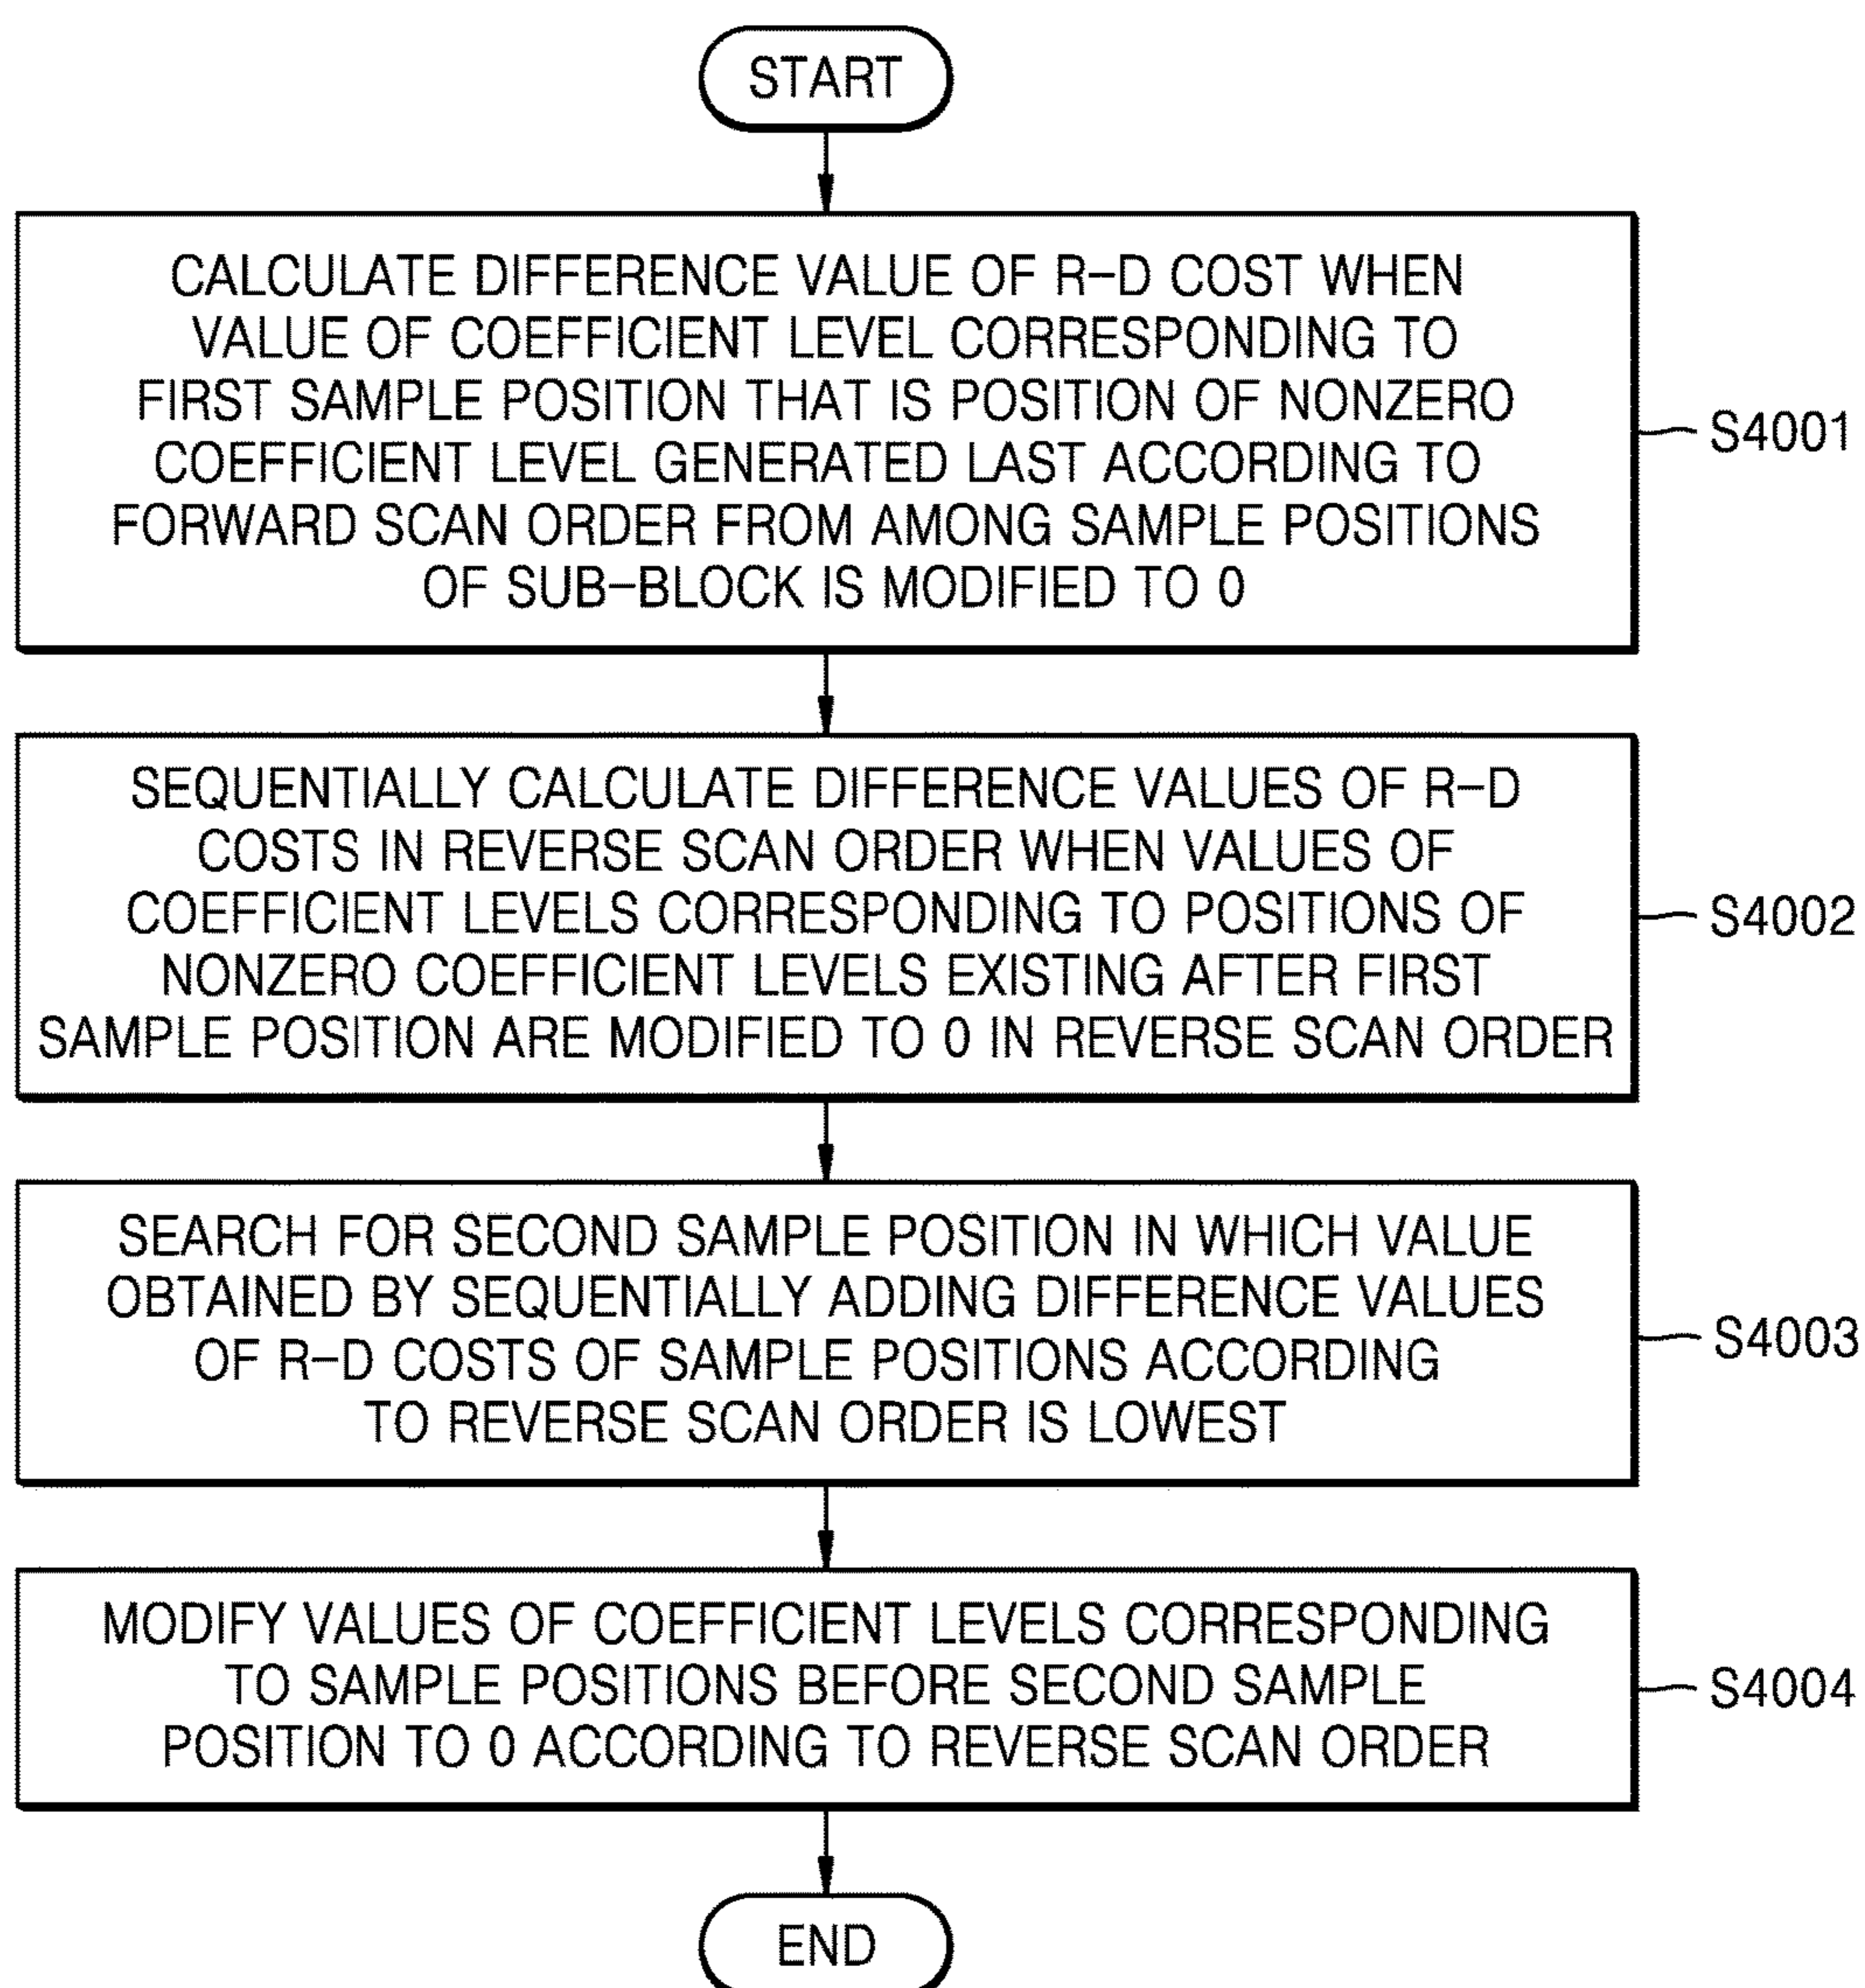 START
CALCULATE DIFFERENCE VALUE OF R-D COST WHEN
VALUE OF COEFFICIENT LEVEL CORRESPONDING TO
FIRST SAMPLE POSITION THAT IS POSITION OF NONZERO
COEFFICIENT LEVEL GENERATED LAST ACCORDING TO
FORWARD SCAN ORDER FROM AMONG SAMPLE POSITIONS
OF SUB-BLOCK IS MODIFIED TO 0
S4001
SEQUENTIALLY CALCULATE DIFFERENCE VALUES OF R-D
COSTS IN REVERSE SCAN ORDER WHEN VALUES OF
COEFFICIENT LEVELS CORRESPONDING TO POSITIONS OF
NONZERO COEFFICIENT LEVELS EXISTING AFTER FIRST
SAMPLE POSITION ARE MODIFIED TO 0 IN REVERSE SCAN ORDER
S4002
SEARCH FOR SECOND SAMPLE POSITION IN WHICH VALUE
OBTAINED BY SEQUENTIALLY ADDING DIFFERENCE VALUES
OF R-D COSTS OF SAMPLE POSITIONS ACCORDING
TO REVERSE SCAN ORDER IS LOWEST
S4003
MODIFY VALUES OF COEFFICIENT LEVELS CORRESPONDING
TO SAMPLE POSITIONS BEFORE SECOND SAMPLE
POSITION TO 0 ACCORDING TO REVERSE SCAN ORDER
S4004
END